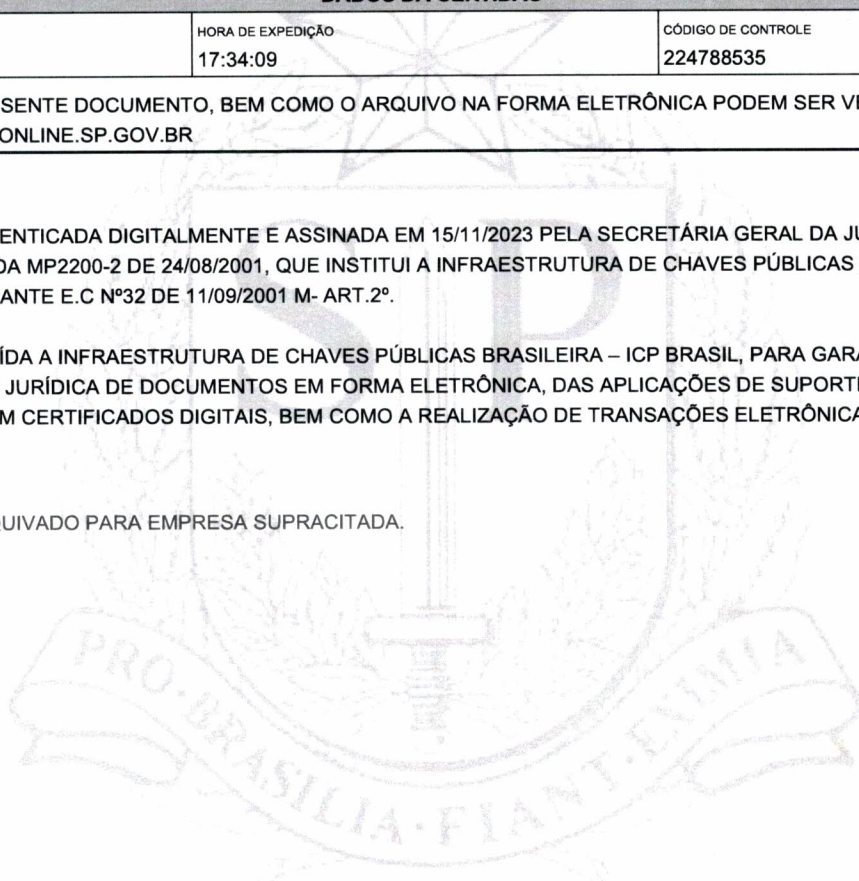 HORA DE EXPEDIÇÃO
17:34:09
CÓDIGO DE CONTROLE
224788535
SENTE DOCUMENTO, BEM COMO O ARQUIVO NA FORMA ELETRÔNICA PODEM SER VE
ONLINE.SP.GOV.BR
ENTICADA DIGITALMENTE E ASSINADA EM 15/11/2023 PELA SECRETÁRIA GERAL DA JU
DA MP2200-2 DE 24/08/2001, QUE INSTITUI A INFRAESTRUTURA DE CHAVES PÚBLICAS
ANTE E.C Nº32 DE 11/09/2001 M- ART.2º.
ÍDA A INFRAESTRUTURA DE CHAVES PÚBLICAS BRASILEIRA – ICP BRASIL, PARA GARA
JURÍDICA DE DOCUMENTOS EM FORMA ELETRÔNICA, DAS APLICAÇÕES DE SUPORTE
M CERTIFICADOS DIGITAIS, BEM COMO A REALIZAÇÃO DE TRANSAÇÕES ELETRÔNICA
UIVADO PARA EMPRESA SUPRACITADA.
SP
PRO·BRASILIA·FIANT·EXIMIA